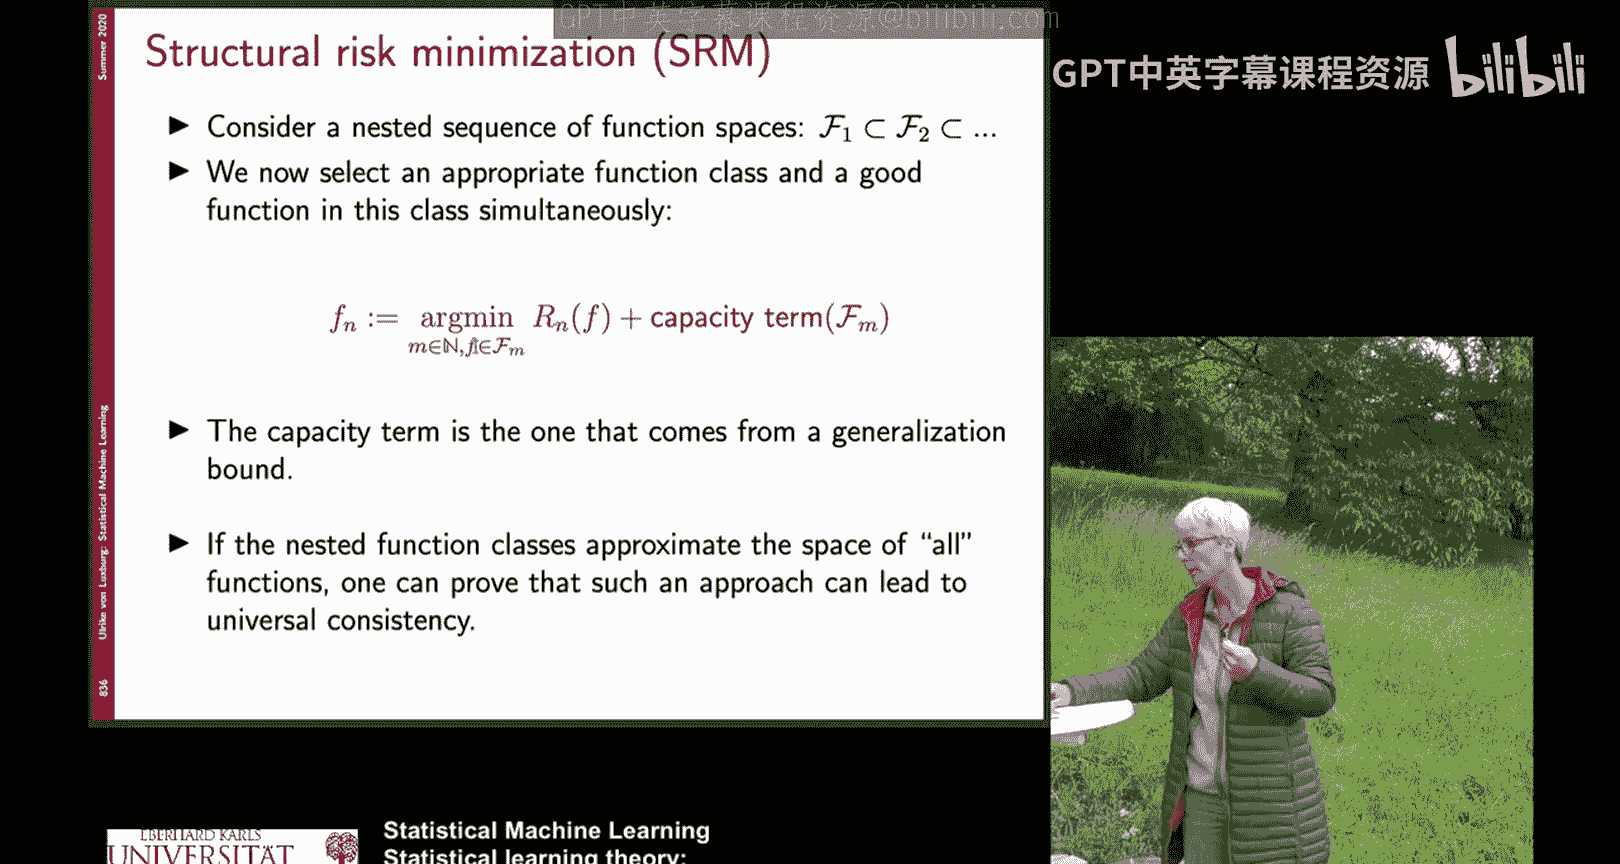 GPT中英字幕课程资源@bilibili.com
Summer 2020
Structural risk minimization (SRM)
GPT中英字幕课程资源 bilibili
▶ Consider a nested sequence of function spaces: ℱ₁ ⊂ ℱ₂ ⊂ ...
▶ We now select an appropriate function class and a good
function in this class simultaneously:
fₙ := argmin Rₙ(f) + capacity term(ℱₘ)
m∈ℕ,f∈ℱₘ
▶ The capacity term is the one that comes from a generalization
bound.
▶ If the nested function classes approximate the space of “all”
functions, one can prove that such an approach can lead to
universal consistency.
Ulrike von Luxburg: Statistical Machine Learning
836
EBERHARD KARLS
UNIVERSITÄT
Statistical Machine Learning
Statistical learning theory: